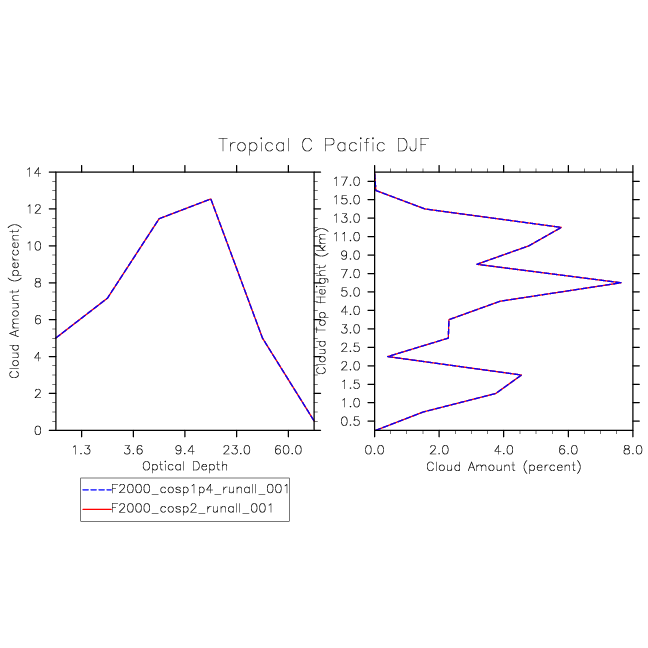 Tropical C Pacific DJF
14
12
10
8
6
4
2
0
Cloud Amount (percent)
1.3 3.6 9.4 23.0 60.0
Optical Depth
17.0
15.0
13.0
11.0
9.0
7.0
5.0
4.0
3.0
2.5
2.0
1.5
1.0
0.5
Cloud Top Height (km)
0.0 2.0 4.0 6.0 8.0
Cloud Amount (percent)
F2000_cosp1p4_runall_001
F2000_cosp2_runall_001